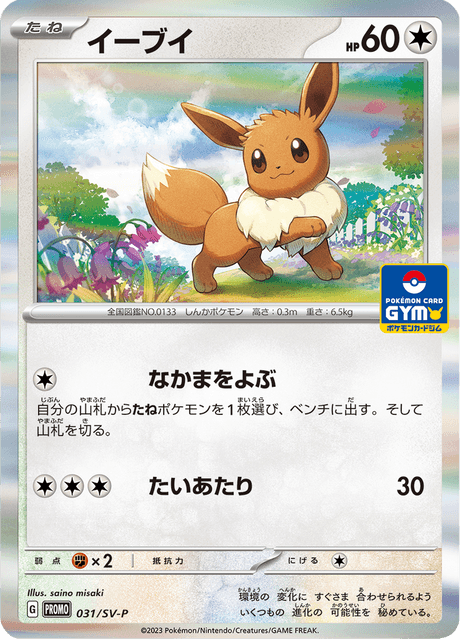 たね イーブイ HP60
POKÉMON CARD
GYM
ポケモンカードジム
全国図鑑NO.0133 しんかポケモン 高さ：0.3m 重さ：6.5kg
なかまをよぶ
自分の山札からたねポケモンを1枚選び、ベンチに出す。そして
山札を切る。
たいあたり 30
弱点 ×2 抵抗力 にげる
Illus. saino misaki
G PROMO 031/SV-P
環境の 変化に すぐさま 合わせられるよう
いくつもの 進化の 可能性を 秘めている。
©2023 Pokémon/Nintendo/Creatures/GAME FREAK.